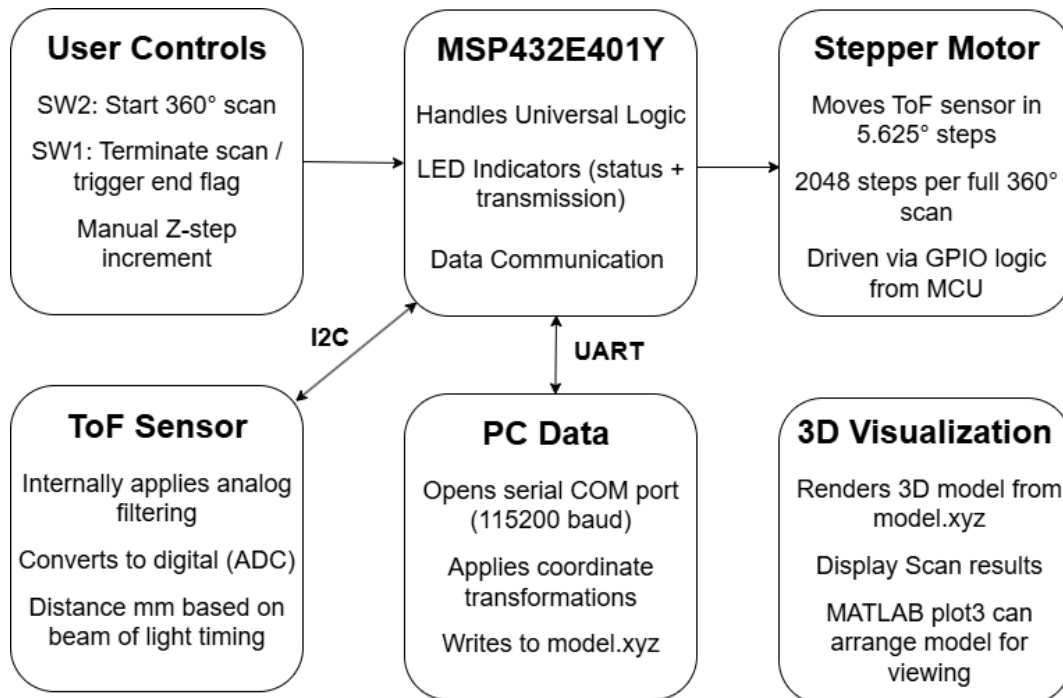 User Controls
SW2: Start 360° scan
SW1: Terminate scan /
trigger end flag
Manual Z-step
increment
MSP432E401Y
Handles Universal Logic
LED Indicators (status +
transmission)
Data Communication
Stepper Motor
Moves ToF sensor in
5.625° steps
2048 steps per full 360°
scan
Driven via GPIO logic
from MCU
I2C
UART
ToF Sensor
Internally applies analog
filtering
Converts to digital (ADC)
Distance mm based on
beam of light timing
PC Data
Opens serial COM port
(115200 baud)
Applies coordinate
transformations
Writes to model.xyz
3D Visualization
Renders 3D model from
model.xyz
Display Scan results
MATLAB plot3 can
arrange model for
viewing